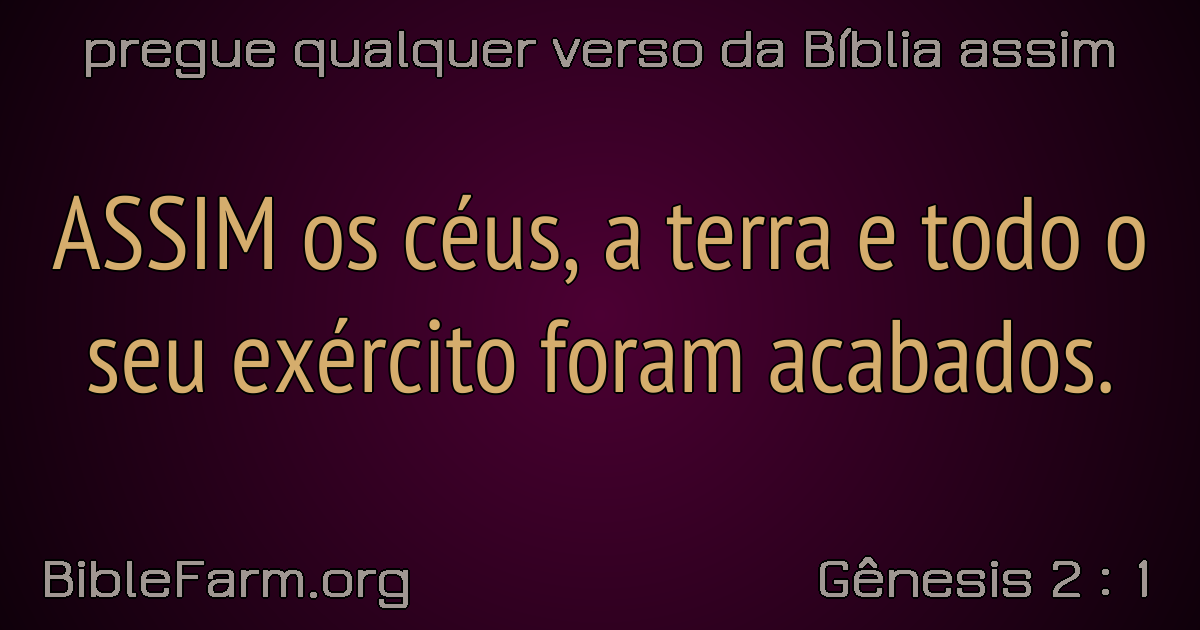 pregue qualquer verso da Bíblia assim
ASSIM os céus, a terra e todo o
seu exército foram acabados.
BibleFarm.org
Gênesis 2 : 1